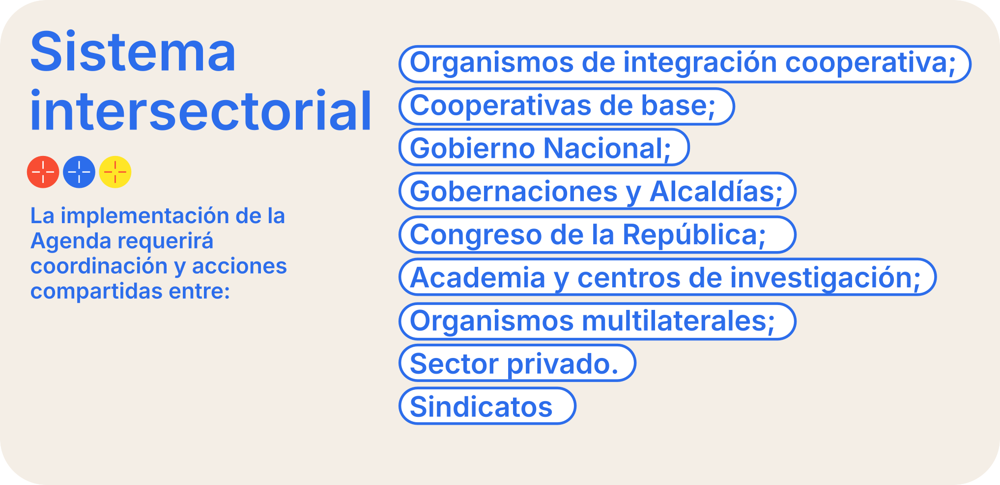 Sistema
intersectorial
La implementación de la
Agenda requerirá
coordinación y acciones
compartidas entre:
Organismos de integración cooperativa;
Cooperativas de base;
Gobierno Nacional;
Gobernaciones y Alcaldías;
Congreso de la República;
Academia y centros de investigación;
Organismos multilaterales;
Sector privado.
Sindicatos